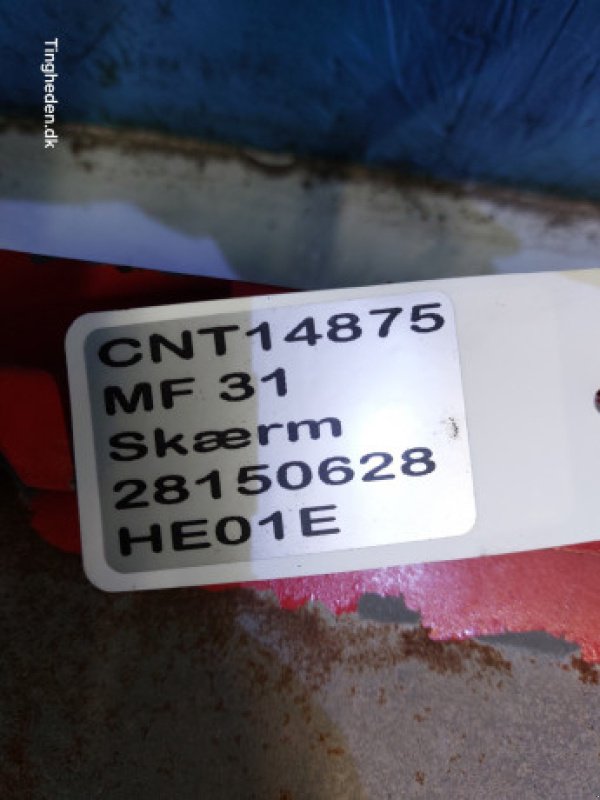 Tingheden.dk
CNT14875
MF 31
Skærm
28150628
HE01E